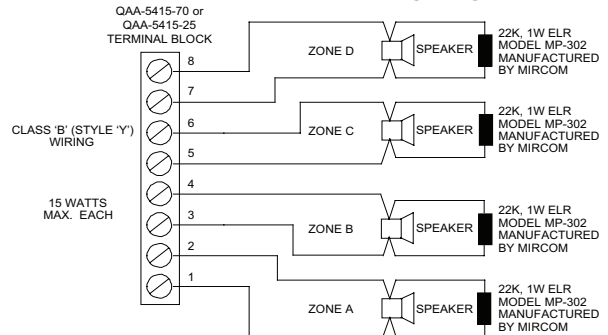 QAA-5415-70 or
QAA-5415-25
TERMINAL BLOCK
8
7
6
5
4
3
2
1
CLASS 'B' (STYLE 'Y')
WIRING
15 WATTS
MAX. EACH
ZONE D
SPEAKER
22K, 1W ELR
MODEL MP-302
MANUFACTURED
BY MIRCOM
ZONE C
SPEAKER
22K, 1W ELR
MODEL MP-302
MANUFACTURED
BY MIRCOM
ZONE B
SPEAKER
22K, 1W ELR
MODEL MP-302
MANUFACTURED
BY MIRCOM
ZONE A
SPEAKER
22K, 1W ELR
MODEL MP-302
MANUFACTURED
BY MIRCOM